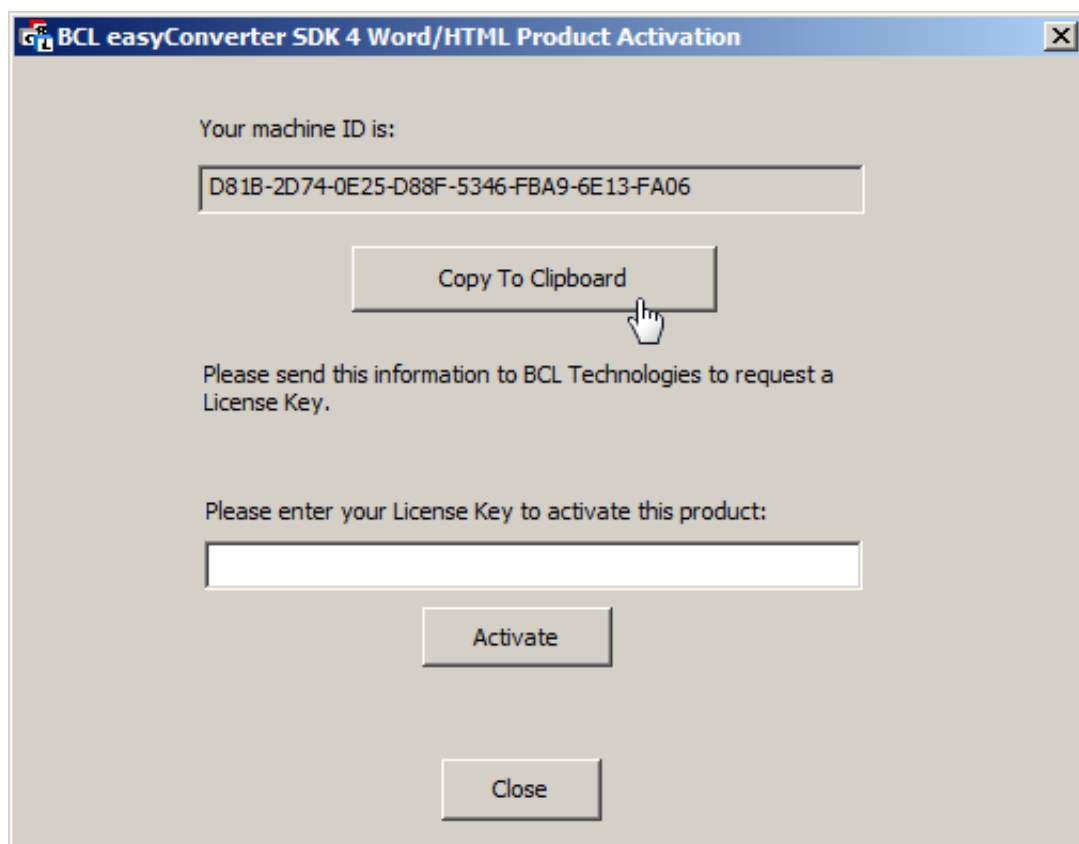 BCL easyConverter SDK 4 Word/HTML Product Activation
Your machine ID is:
D81B-2D74-0E25-D88F-5346-FBA9-6E13-FA06
Copy To Clipboard
Please send this information to BCL Technologies to request a
License Key.
Please enter your License Key to activate this product:
Activate
Close